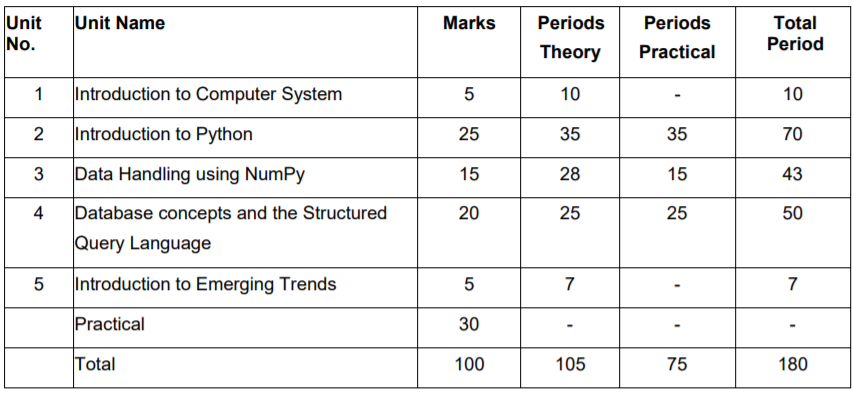 Unit No. Unit Name Marks Periods Theory Periods Practical Total Period
1 Introduction to Computer System 5 10 - 10
2 Introduction to Python 25 35 35 70
3 Data Handling using NumPy 15 28 15 43
4 Database concepts and the Structured Query Language 20 25 25 50
5 Introduction to Emerging Trends 5 7 - 7
Practical 30 - - -
Total 100 105 75 180